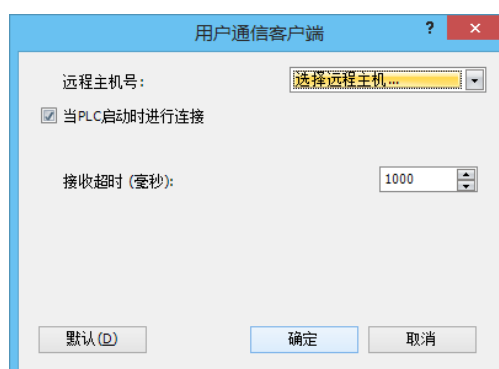 用户通信客户端
? ×
远程主机号: 选择远程主机...
当PLC启动时进行连接
接收超时 (毫秒): 1000
默认(D) 确定 取消